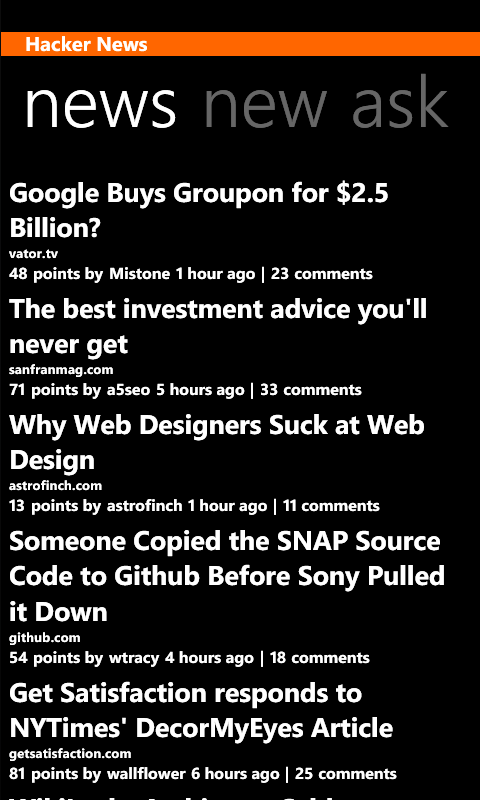 Hacker News
news new ask
Google Buys Groupon for $2.5
Billion?
vator.tv
48 points by Mistone 1 hour ago | 23 comments
The best investment advice you'll
never get
sanfranmag.com
71 points by a5seo 5 hours ago | 33 comments
Why Web Designers Suck at Web
Design
astrofinch.com
13 points by astrofinch 1 hour ago | 11 comments
Someone Copied the SNAP Source
Code to Github Before Sony Pulled
it Down
github.com
54 points by wtracy 4 hours ago | 18 comments
Get Satisfaction responds to
NYTimes' DecorMyEyes Article
getsatisfaction.com
81 points by wallflower 6 hours ago | 25 comments